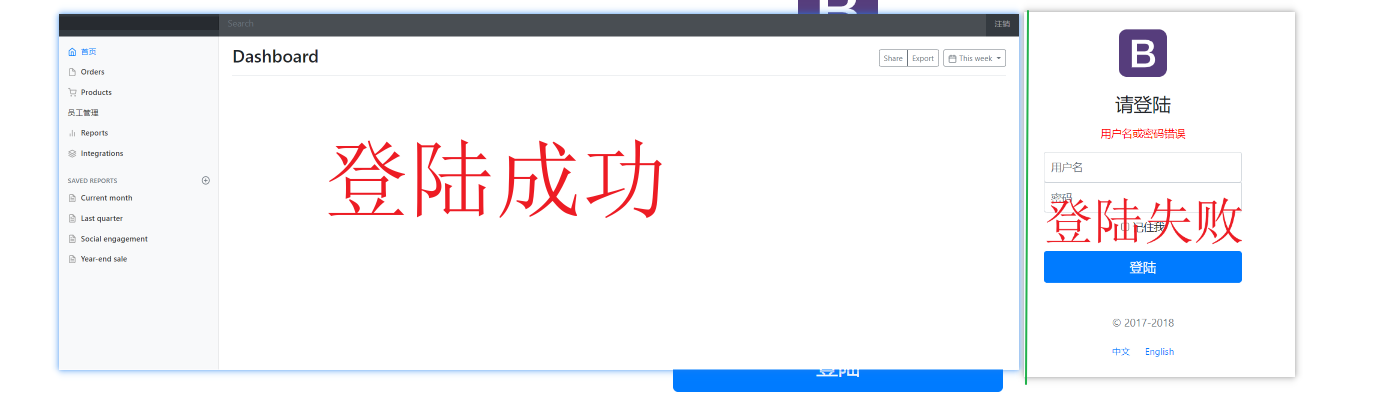 B
Search
注销
首页
Orders
Products
员工管理
Reports
Integrations
SAVED REPORTS
Current month
Last quarter
Social engagement
Year-end sale
Dashboard
Share
Export
This week
登陆成功
登陆
B
请登陆
用户名或密码错误
用户名
密码
登陆失败
记住我
登陆
© 2017-2018
中文 English